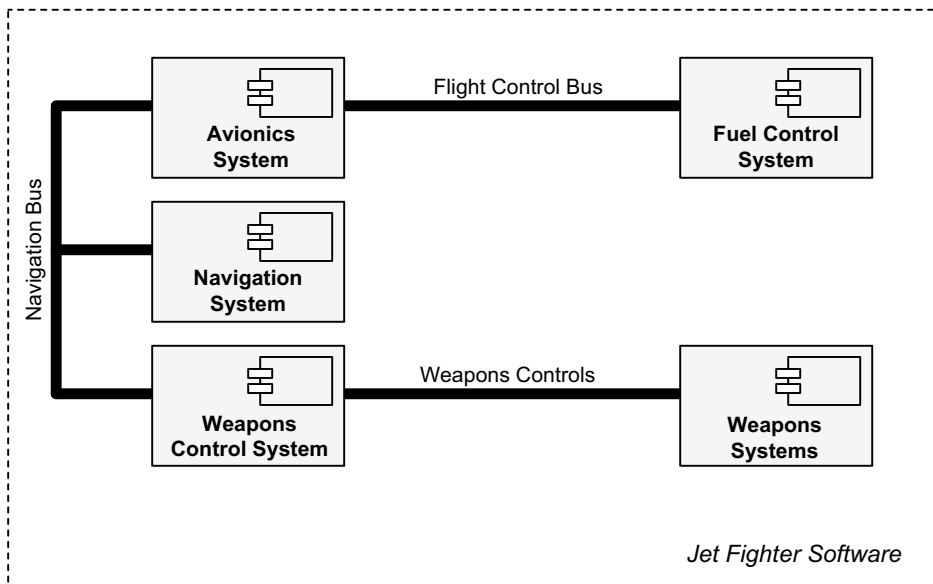 Flight Control Bus
Avionics
System
Fuel Control
System
Navigation Bus
Navigation
System
Weapons Controls
Weapons
Control System
Weapons
Systems
Jet Fighter Software